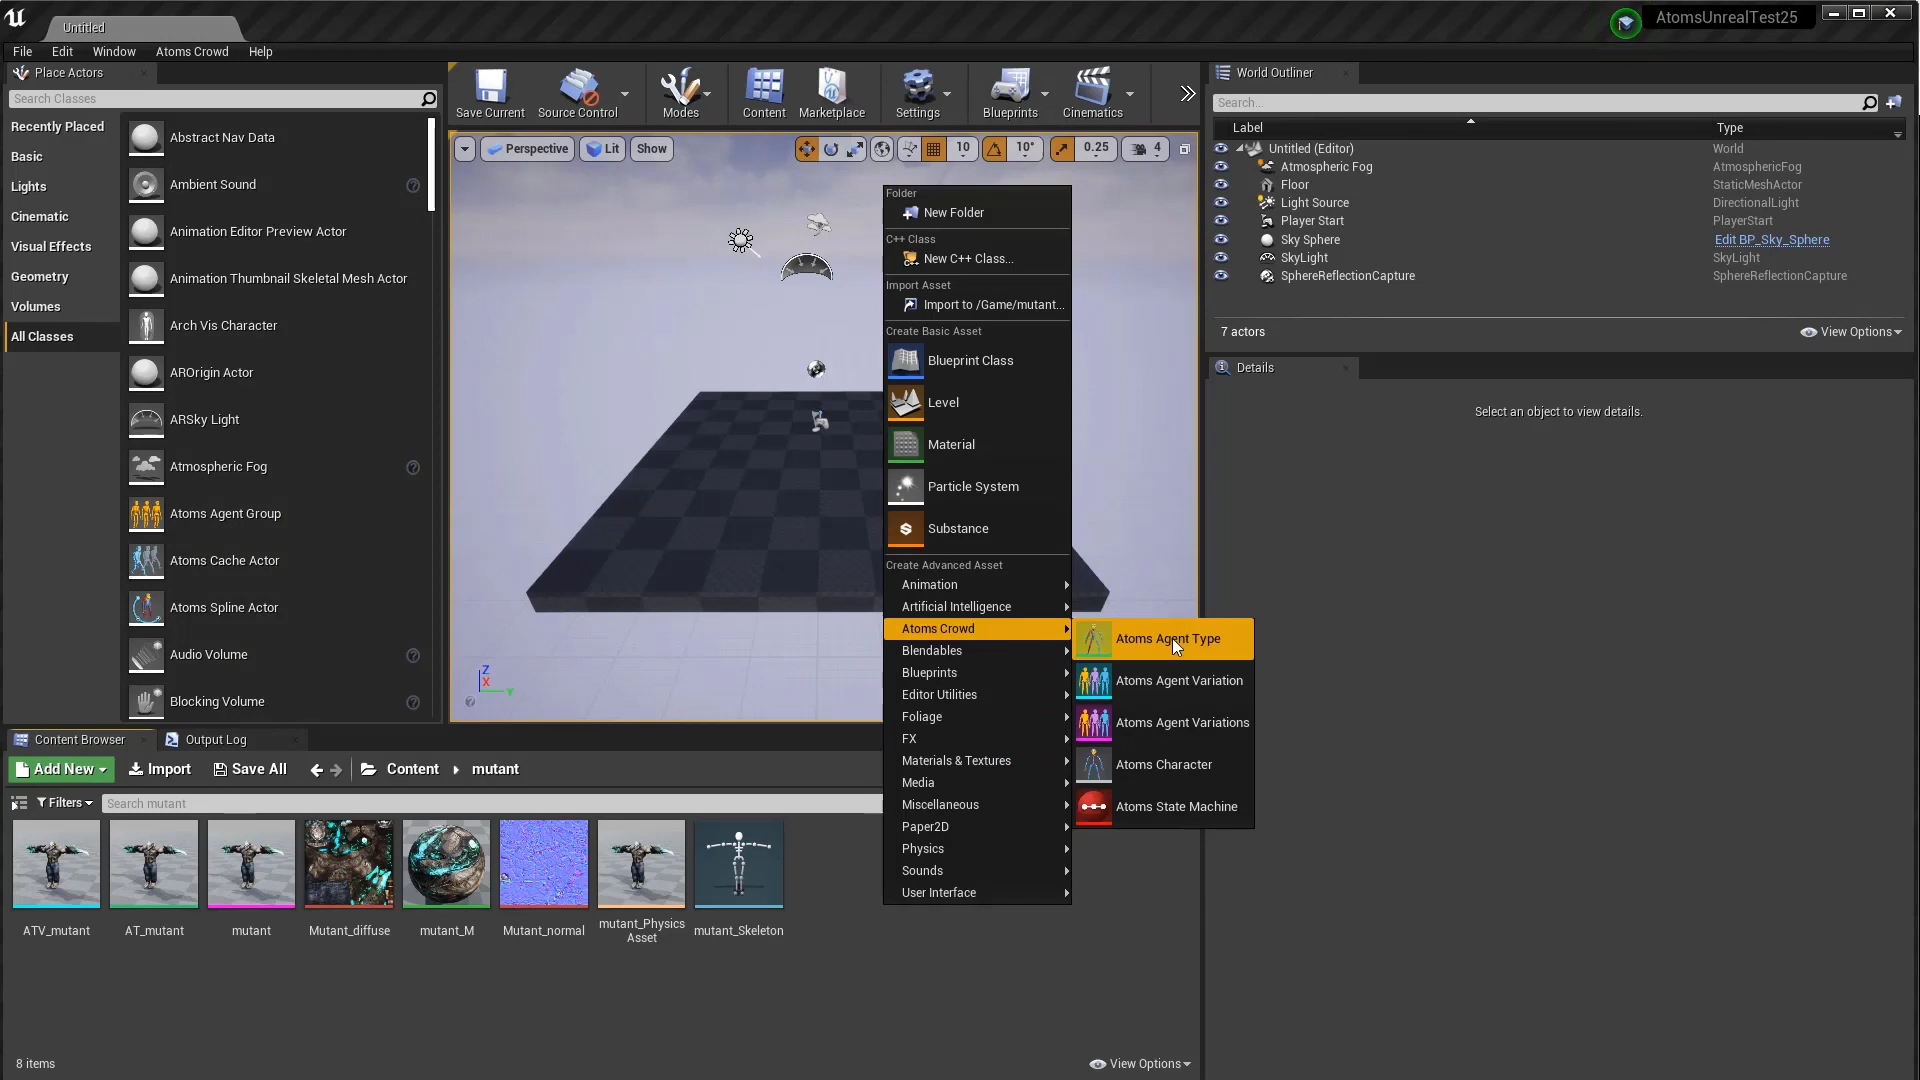 Untitled
AtomsUnrealTest25
File Edit Window Atoms Crowd Help
Place Actors
Search Classes
Recently Placed
Basic
Lights
Cinematic
Visual Effects
Geometry
Volumes
All Classes
Abstract Nav Data
Ambient Sound
Animation Editor Preview Actor
Animation Thumbnail Skeletal Mesh Actor
Arch Vis Character
AROrigin Actor
ARSky Light
Atmospheric Fog
Atoms Agent Group
Atoms Cache Actor
Atoms Spline Actor
Audio Volume
Blocking Volume
Save Current Source Control Modes Content Marketplace Settings Blueprints Cinematics
Perspective Lit Show 10 10° 0.25 4
Z
X
Y
Folder
New Folder
C++ Class
New C++ Class...
Import Asset
Import to /Game/mutant...
Create Basic Asset
Blueprint Class
Level
Material
Particle System
Substance
Create Advanced Asset
Animation
Artificial Intelligence
Atoms Crowd
Blendables
Blueprints
Editor Utilities
Foliage
FX
Materials & Textures
Media
Miscellaneous
Paper2D
Physics
Sounds
User Interface
Atoms Agent Type
Atoms Agent Variation
Atoms Agent Variations
Atoms Character
Atoms State Machine
World Outliner
Search...
Label Type
Untitled (Editor) World
Atmospheric Fog AtmosphericFog
Floor StaticMeshActor
Light Source DirectionalLight
Player Start PlayerStart
Sky Sphere Edit BP_Sky_Sphere
SkyLight SkyLight
SphereReflectionCapture SphereReflectionCapture
7 actors View Options
Details
Select an object to view details.
Content Browser Output Log
Add New Import Save All Content mutant
Filters Search mutant
ATV_mutant
AT_mutant
mutant
Mutant_diffuse
mutant_M
Mutant_normal
mutant_Physics
Asset
mutant_Skeleton
8 items View Options